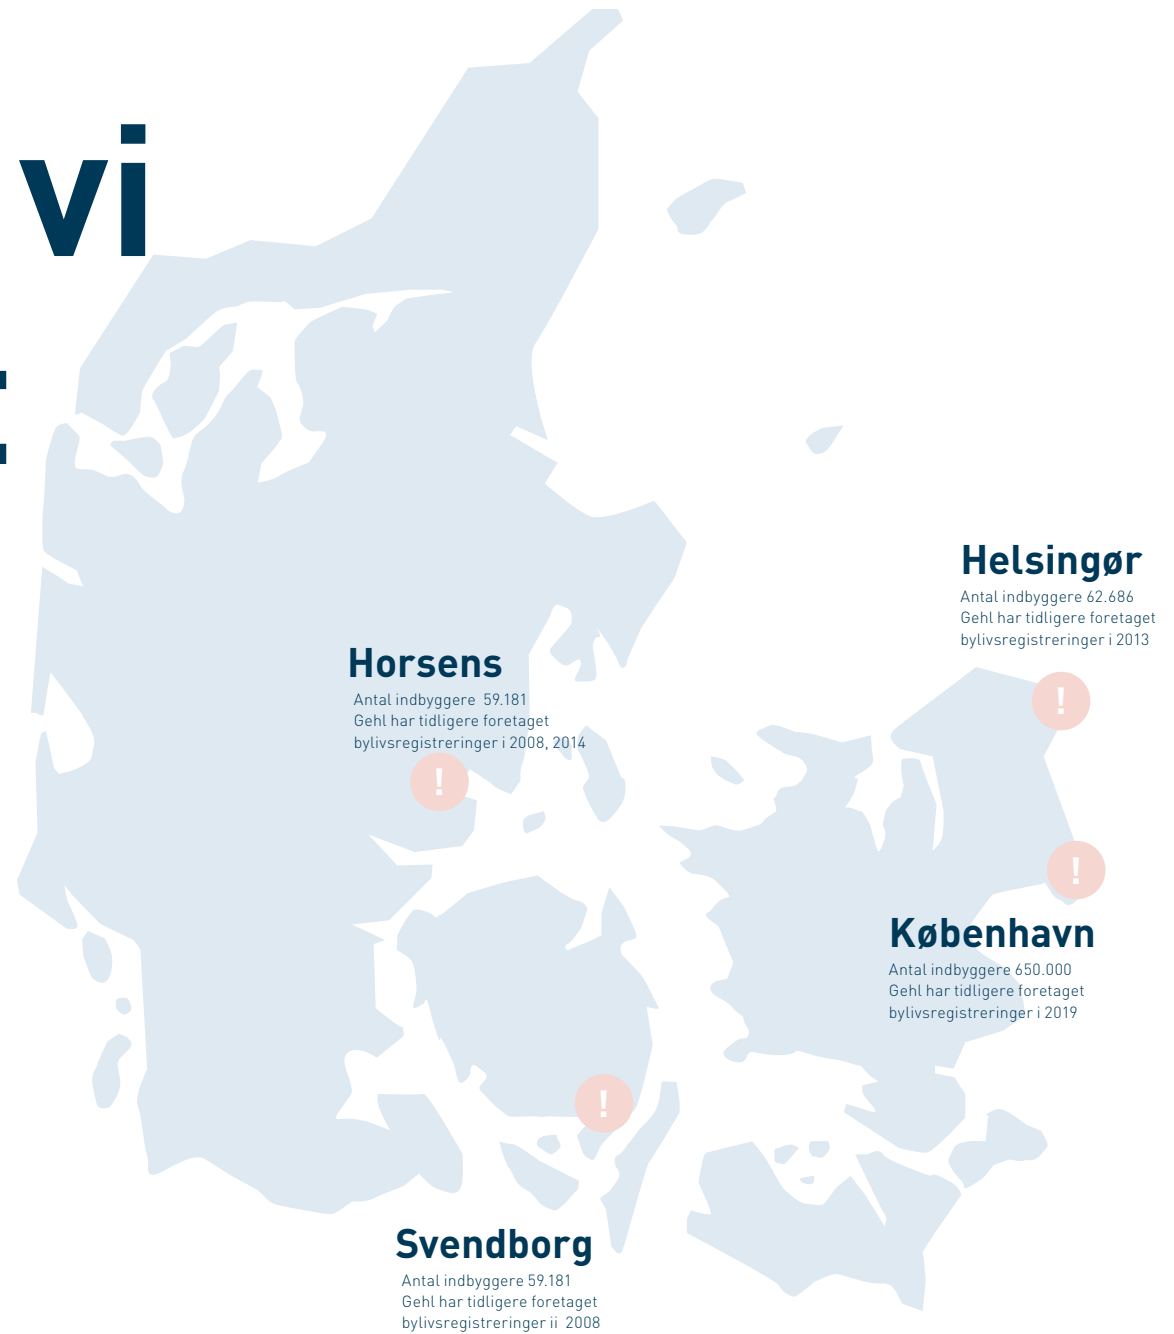 vi
Helsingør
Antal indbyggere 62.686
Gehl har tidligere foretaget
bylivsregistreringer i 2013
Horsens
Antal indbyggere  59.181
Gehl har tidligere foretaget
bylivsregistreringer i 2008, 2014
!
!
!
København
Antal indbyggere 650.000
Gehl har tidligere foretaget
bylivsregistreringer i 2019
!
Svendborg
Antal indbyggere 59.181
Gehl har tidligere foretaget
bylivsregistreringer ii  2008